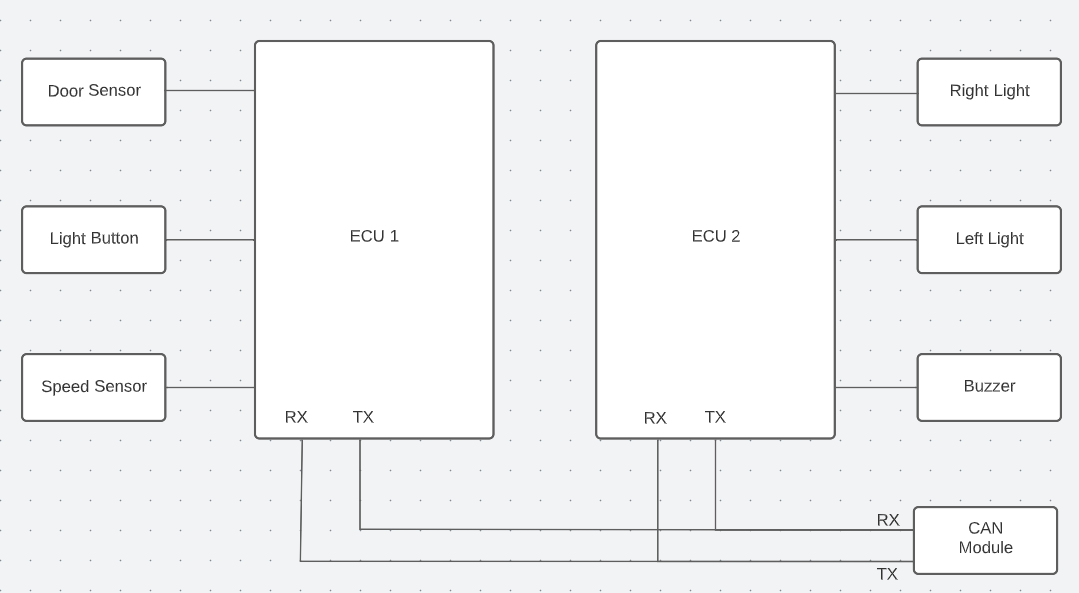 Door Sensor
Right Light
Light Button
ECU 1
ECU 2
Left Light
Speed Sensor
Buzzer
RX
TX
RX
TX
RX
CAN
Module
TX